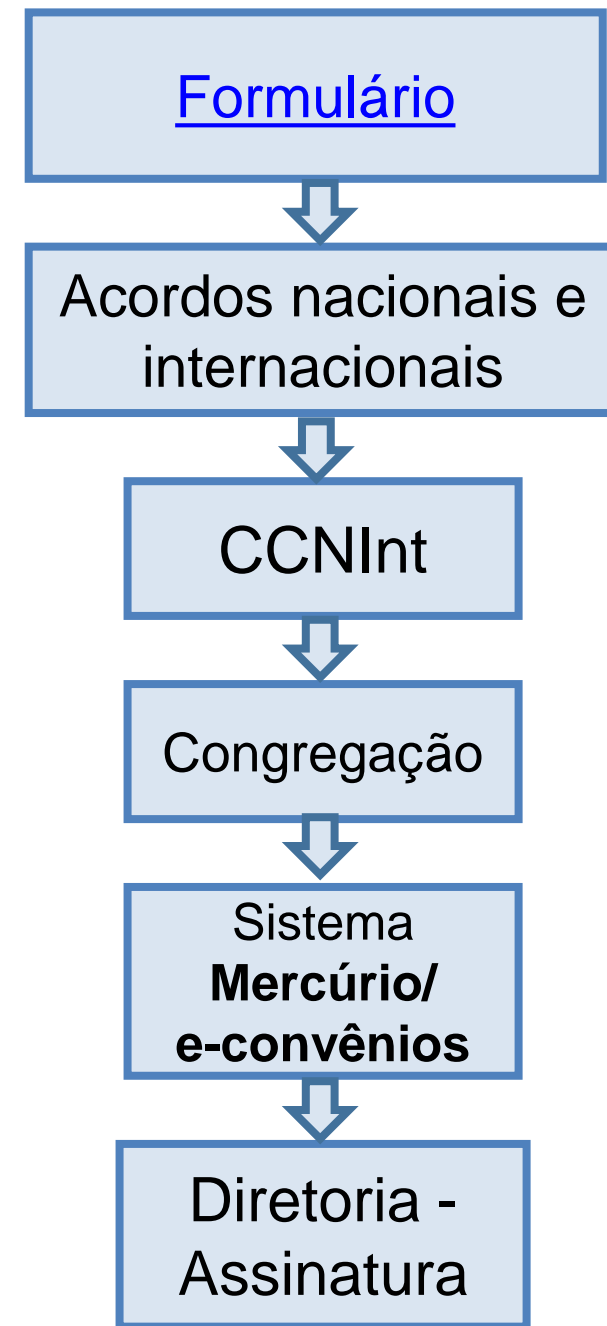 Formulário
Acordos nacionais e
internacionais
CCNInt
Congregação
Sistema
Mercúrio/
e-convênios
Diretoria -
Assinatura